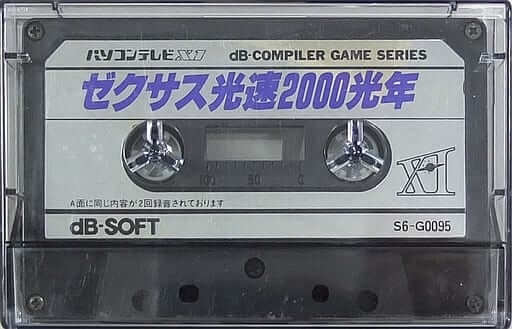 パソコンテレビX1 dB-COMPILER GAME SERIES
ゼクサス光速2000光年
100 50 0
X1
A面に同じ内容が2回録音されております
dB-SOFT S6-G0095